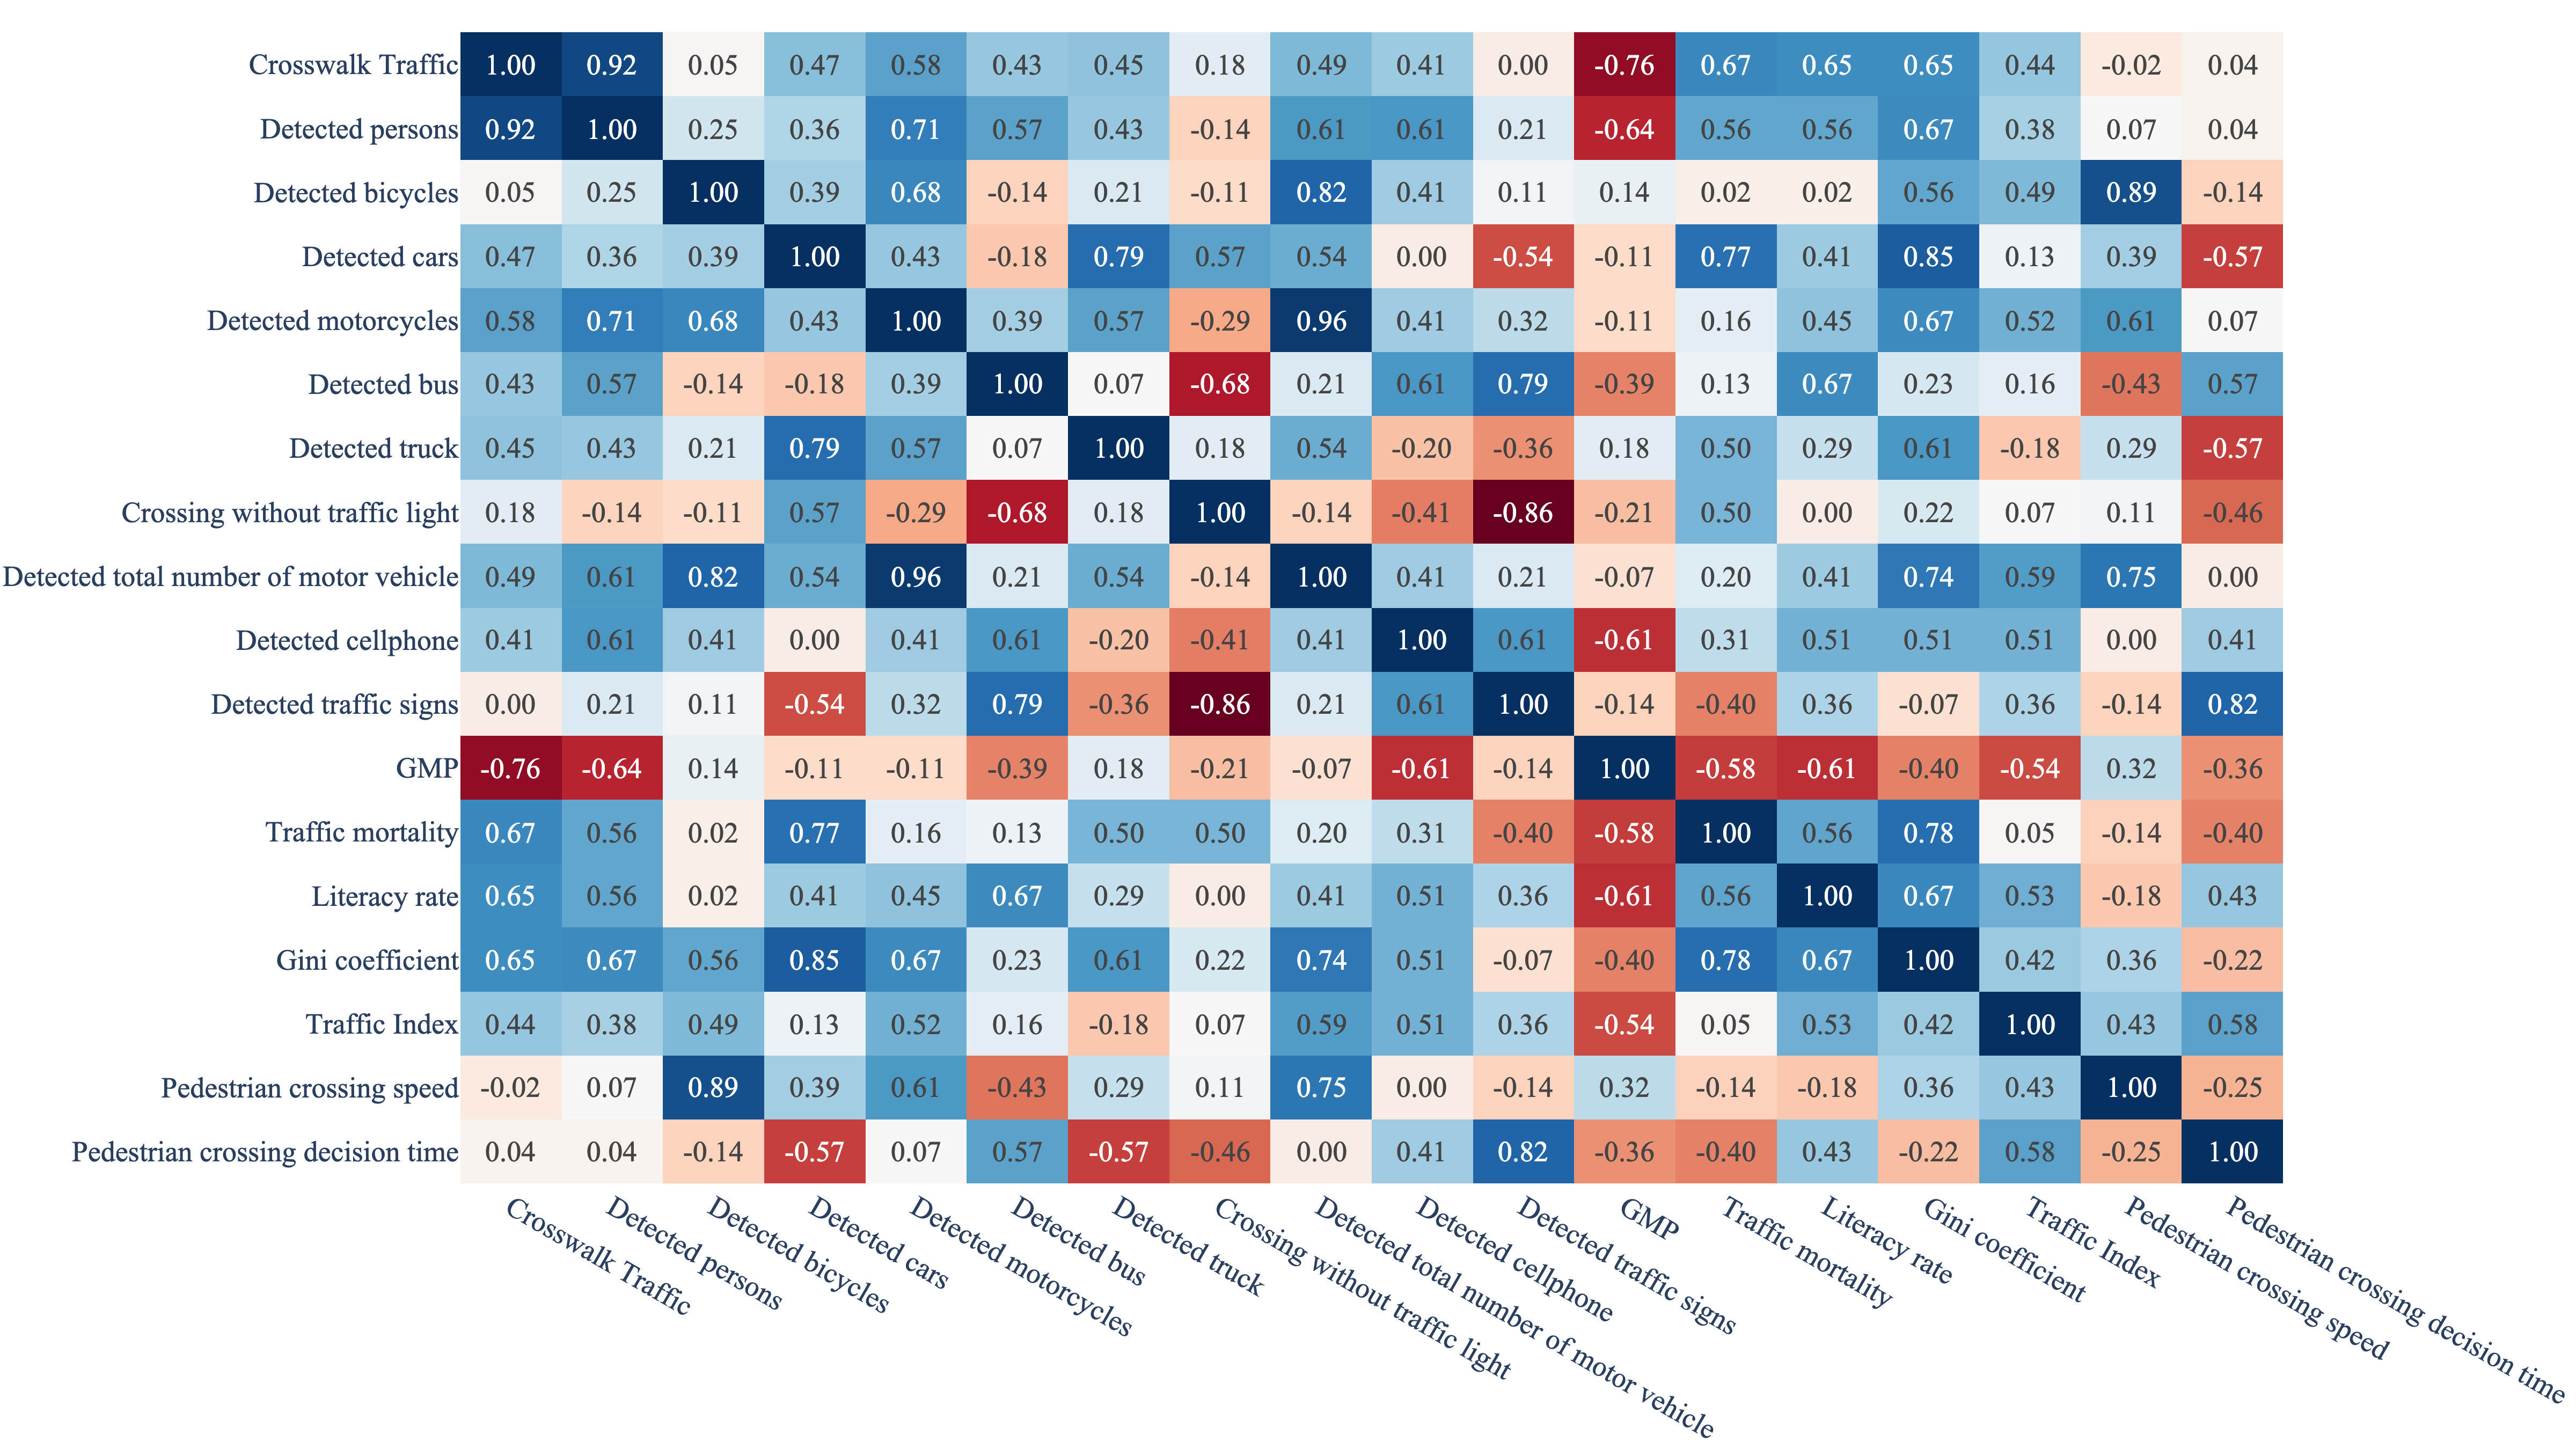 Crosswalk Traffic 1.00 0.92 0.05 0.47 0.58 0.43 0.45 0.18 0.49 0.41 0.00 -0.76 0.67 0.65 0.65 0.44 -0.02 0.04
Detected persons 0.92 1.00 0.25 0.36 0.71 0.57 0.43 -0.14 0.61 0.61 0.21 -0.64 0.56 0.56 0.67 0.38 0.07 0.04
Detected bicycles 0.05 0.25 1.00 0.39 0.68 -0.14 0.21 -0.11 0.82 0.41 0.11 0.14 0.02 0.02 0.56 0.49 0.89 -0.14
Detected cars 0.47 0.36 0.39 1.00 0.43 -0.18 0.79 0.57 0.54 0.00 -0.54 -0.11 0.77 0.41 0.85 0.13 0.39 -0.57
Detected motorcycles 0.58 0.71 0.68 0.43 1.00 0.39 0.57 -0.29 0.96 0.41 0.32 -0.11 0.16 0.45 0.67 0.52 0.61 0.07
Detected bus 0.43 0.57 -0.14 -0.18 0.39 1.00 0.07 -0.68 0.21 0.61 0.79 -0.39 0.13 0.67 0.23 0.16 -0.43 0.57
Detected truck 0.45 0.43 0.21 0.79 0.57 0.07 1.00 0.18 0.54 -0.20 -0.36 0.18 0.50 0.29 0.61 -0.18 0.29 -0.57
Crossing without traffic light 0.18 -0.14 -0.11 0.57 -0.29 -0.68 0.18 1.00 -0.14 -0.41 -0.86 -0.21 0.50 0.00 0.22 0.07 0.11 -0.46
Detected total number of motor vehicle 0.49 0.61 0.82 0.54 0.96 0.21 0.54 -0.14 1.00 0.41 0.21 -0.07 0.20 0.41 0.74 0.59 0.75 0.00
Detected cellphone 0.41 0.61 0.41 0.00 0.41 0.61 -0.20 -0.41 0.41 1.00 0.61 -0.61 0.31 0.51 0.51 0.51 0.00 0.41
Detected traffic signs 0.00 0.21 0.11 -0.54 0.32 0.79 -0.36 -0.86 0.21 0.61 1.00 -0.14 -0.40 0.36 -0.07 0.36 -0.14 0.82
GMP -0.76 -0.64 0.14 -0.11 -0.11 -0.39 0.18 -0.21 -0.07 -0.61 -0.14 1.00 -0.58 -0.61 -0.40 -0.54 0.32 -0.36
Traffic mortality 0.67 0.56 0.02 0.77 0.16 0.13 0.50 0.50 0.20 0.31 -0.40 -0.58 1.00 0.56 0.78 0.05 -0.14 -0.40
Literacy rate 0.65 0.56 0.02 0.41 0.45 0.67 0.29 0.00 0.41 0.51 0.36 -0.61 0.56 1.00 0.67 0.53 -0.18 0.43
Gini coefficient 0.65 0.67 0.56 0.85 0.67 0.23 0.61 0.22 0.74 0.51 -0.07 -0.40 0.78 0.67 1.00 0.42 0.36 -0.22
Traffic Index 0.44 0.38 0.49 0.13 0.52 0.16 -0.18 0.07 0.59 0.51 0.36 -0.54 0.05 0.53 0.42 1.00 0.43 0.58
Pedestrian crossing speed -0.02 0.07 0.89 0.39 0.61 -0.43 0.29 0.11 0.75 0.00 -0.14 0.32 -0.14 -0.18 0.36 0.43 1.00 -0.25
Pedestrian crossing decision time 0.04 0.04 -0.14 -0.57 0.07 0.57 -0.57 -0.46 0.00 0.41 0.82 -0.36 -0.40 0.43 -0.22 0.58 -0.25 1.00
Crosswalk Traffic
Detected persons
Detected bicycles
Detected cars
Detected motorcycles
Detected bus
Detected truck
Crossing without traffic light
Detected total number of motor vehicle
Detected cellphone
Detected traffic signs
GMP
Traffic mortality
Literacy rate
Gini coefficient
Traffic Index
Pedestrian crossing speed
Pedestrian crossing decision time